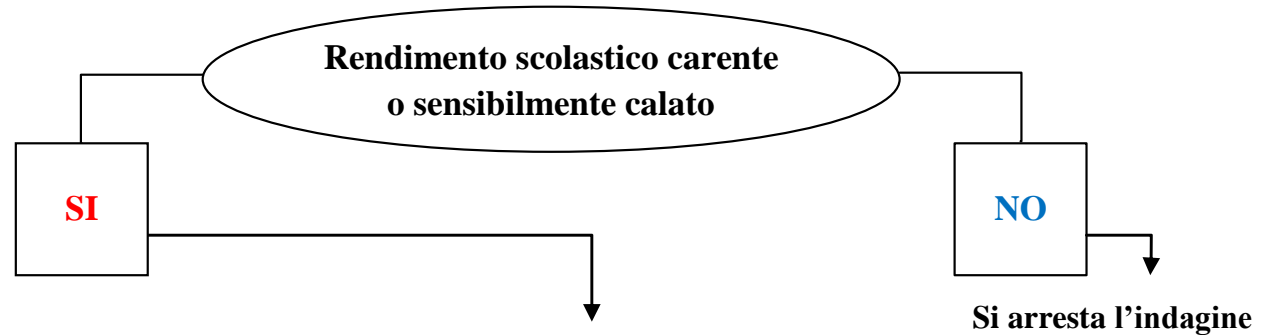 Rendimento scolastico carente
o sensibilmente calato
SI
NO
Si arresta l’indagine